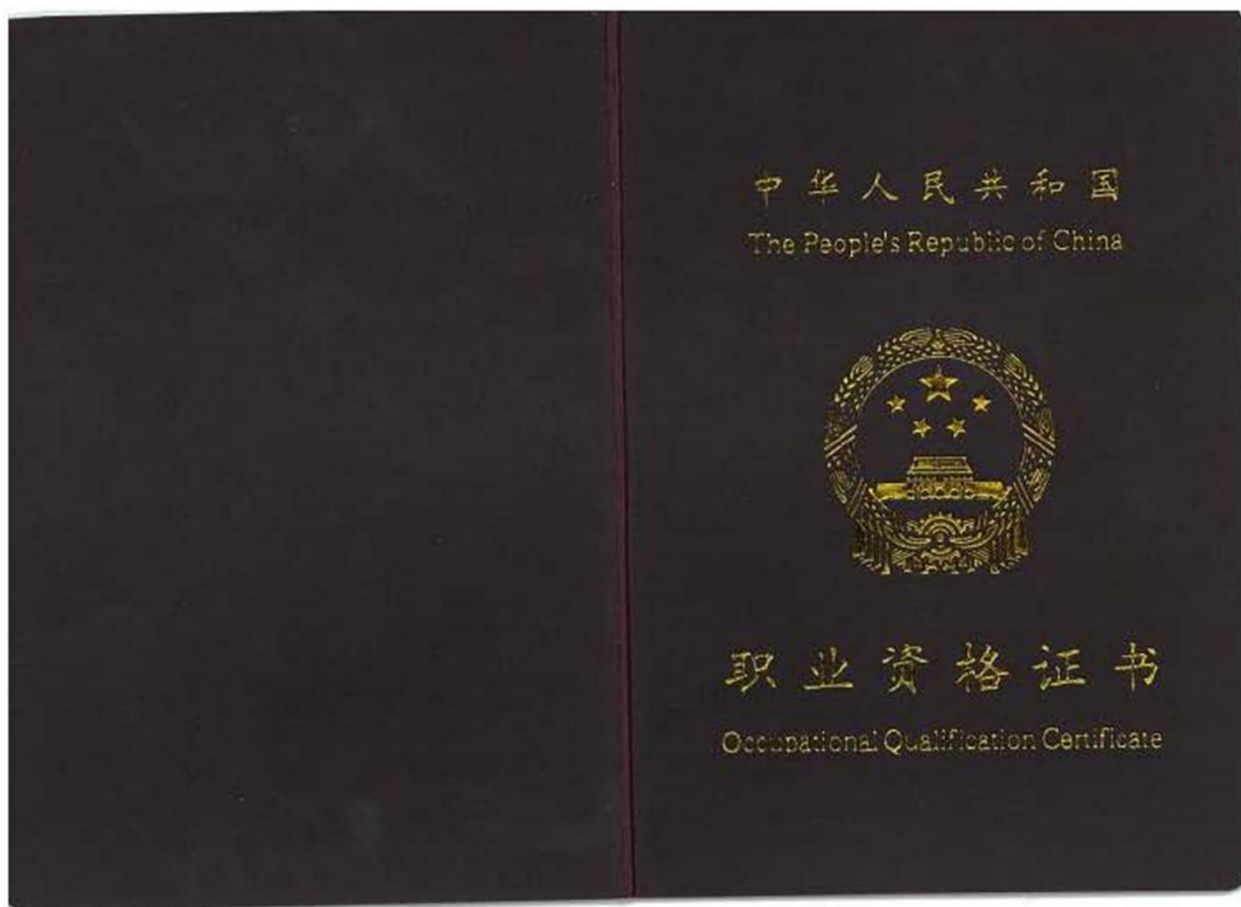 中华人民共和国
The People's Republic of China
职业资格证书
Occupational Qualification Certificate